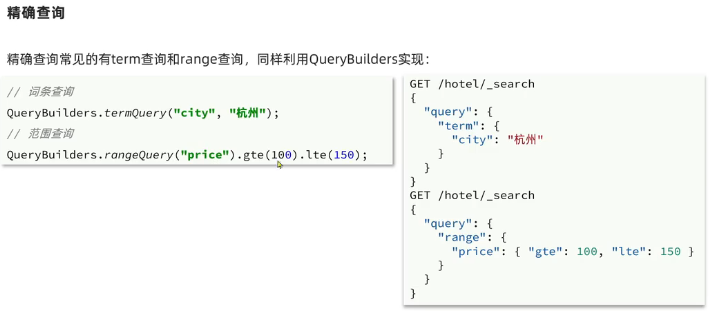 精确查询
精确查询常见的有term查询和range查询，同样利用QueryBuilders实现：
// 词条查询
QueryBuilders.termQuery("city", "杭州");
// 范围查询
QueryBuilders.rangeQuery("price").gte(100).lte(150);
GET /hotel/_search
{
  "query": {
    "term": {
      "city": "杭州"
    }
  }
}
GET /hotel/_search
{
  "query": {
    "range": {
      "price": { "gte": 100, "lte": 150 }
    }
  }
}